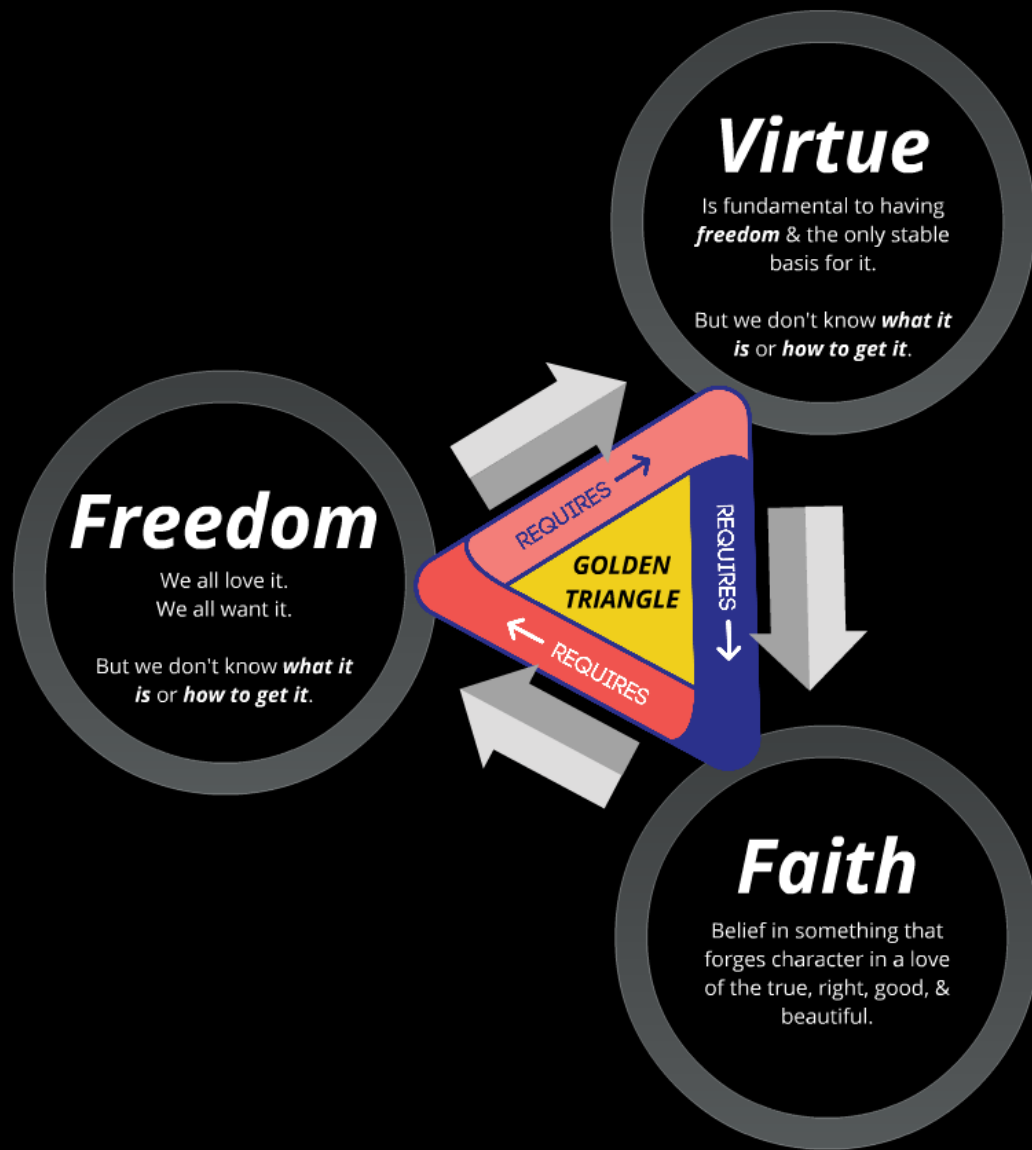 Virtue
Is fundamental to having
freedom & the only stable
basis for it.
But we don't know what it
is or how to get it.
Freedom
We all love it.
We all want it.
But we don't know what it
is or how to get it.
REQUIRES →
REQUIRES →
← REQUIRES
GOLDEN
TRIANGLE
Faith
Belief in something that
forges character in a love
of the true, right, good, &
beautiful.